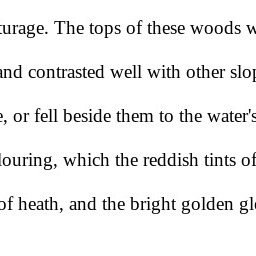 turage. The tops of these woods w
and contrasted well with other slop
e, or fell beside them to the water's
louring, which the reddish tints of
of heath, and the bright golden gl